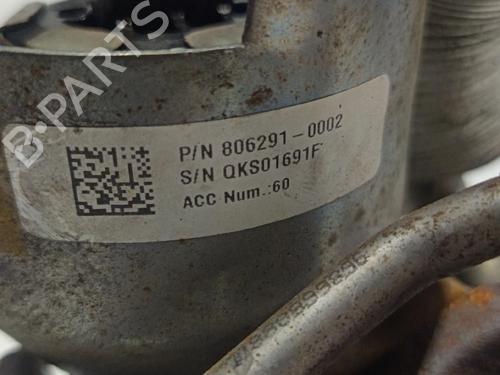 P/N 806291-0002
S/N QKS01691F
ACC Num.:60
B-PARTS